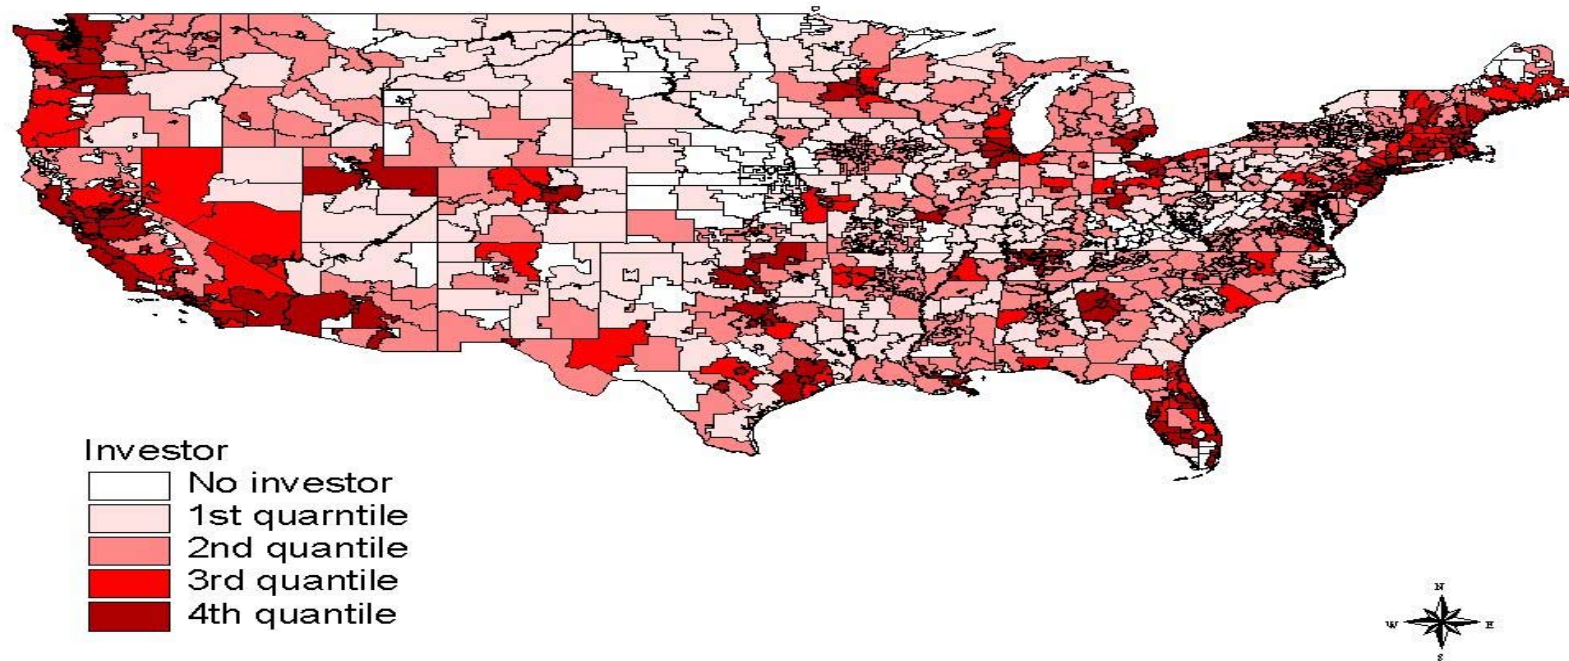 Investor
No investor
1st quarntile
2nd quantile
3rd quantile
4th quantile
N
W E
S